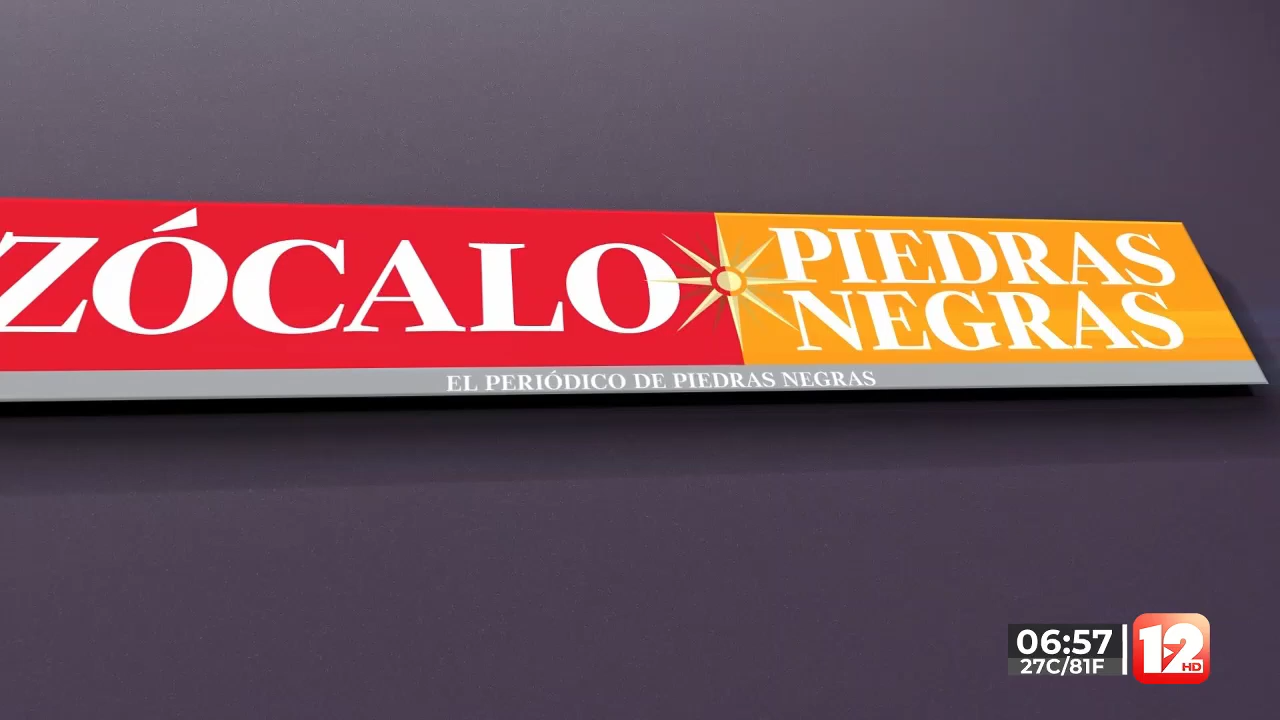 ZÓCALO
PIEDRAS
NEGRAS
EL PERIÓDICO DE PIEDRAS NEGRAS
06:57
27C/81F
12
HD